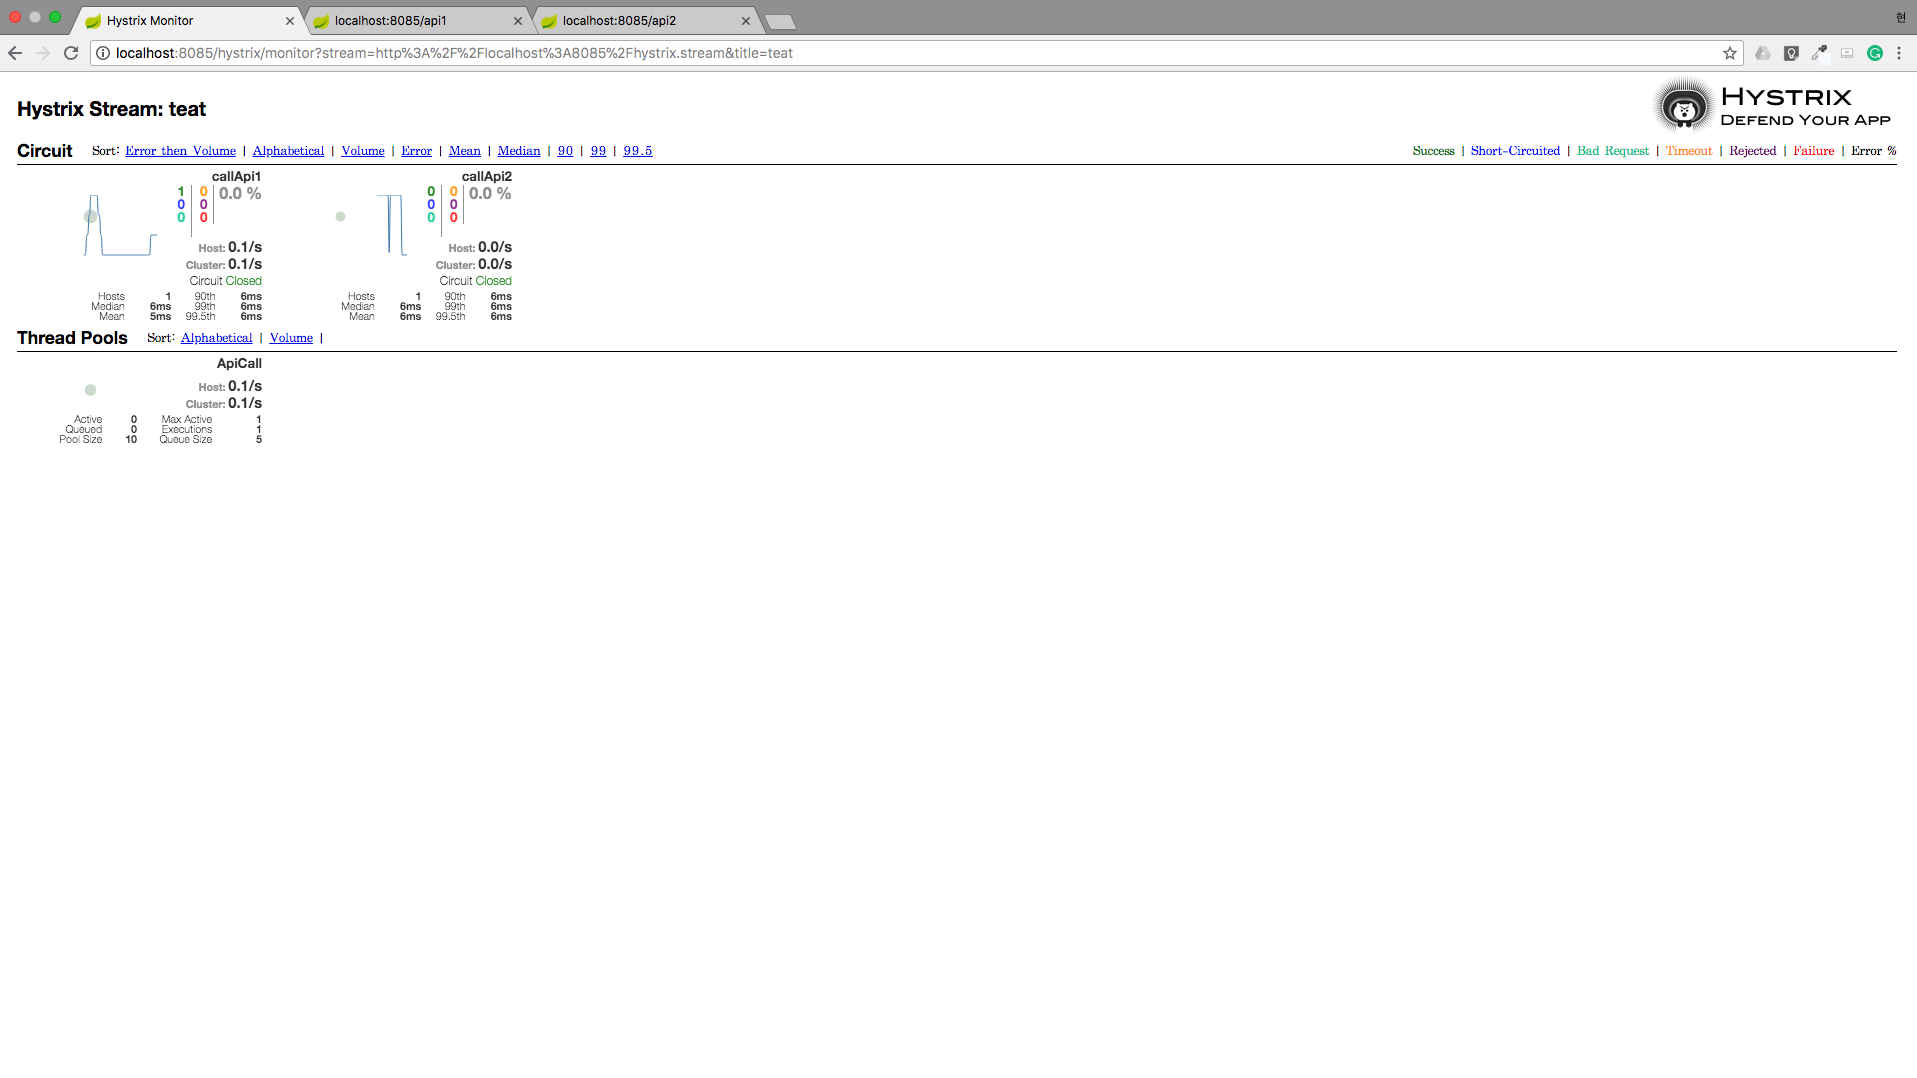 Hystrix Monitor
localhost:8085/api1
localhost:8085/api2
현
localhost:8085/hystrix/monitor?stream=http%3A%2F%2Flocalhost%3A8085%2Fhystrix.stream&title=teat
Hystrix Stream: teat
HYSTRIX
DEFEND YOUR APP
Circuit Sort: Error then Volume | Alphabetical | Volume | Error | Mean | Median | 90 | 99 | 99.5
Success | Short-Circuited | Bad Request | Timeout | Rejected | Failure | Error %
callApi1
1 0 0.0 %
0 0
0 0
Host: 0.1/s
Cluster: 0.1/s
Circuit Closed
Hosts 1 90th 6ms
Median 6ms 99th 6ms
Mean 5ms 99.5th 6ms
callApi2
0 0 0.0 %
0 0
0 0
Host: 0.0/s
Cluster: 0.0/s
Circuit Closed
Hosts 1 90th 6ms
Median 6ms 99th 6ms
Mean 6ms 99.5th 6ms
Thread Pools Sort: Alphabetical | Volume |
ApiCall
Host: 0.1/s
Cluster: 0.1/s
Active 0 Max Active 1
Queued 0 Executions 1
Pool Size 10 Queue Size 5